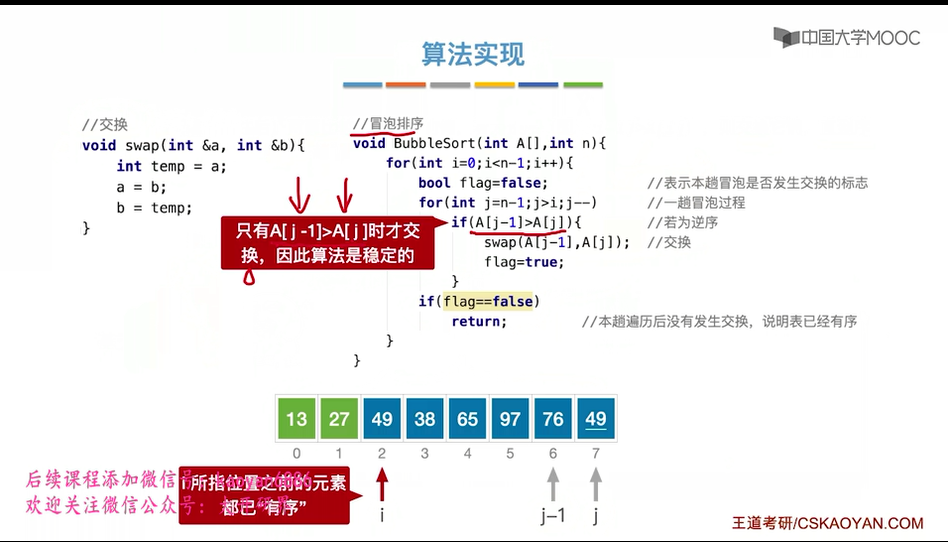 中国大学MOOC
算法实现
//交换
void swap(int &a, int &b){
int temp = a;
a = b;
b = temp;
}
//冒泡排序
void BubbleSort(int A[],int n){
for(int i=0;i<n-1;i++){
bool flag=false; //表示本趟冒泡是否发生交换的标志
for(int j=n-1;j>i;j--) //一趟冒泡过程
if(A[j-1]>A[j]){ //若为逆序
swap(A[j-1],A[j]); //交换
flag=true;
}
if(flag==false)
return; //本趟遍历后没有发生交换，说明表已经有序
}
}
只有A[ j -1]>A[ j ]时才交
换，因此算法是稳定的
13 27 49 38 65 97 76 49
0 1 2 3 4 5 6 7
i j-1 j
i 所指位置之前的元素
都已“有序”
后续课程添加微信号：
欢迎关注微信公众号：
王道考研/CSKAOYAN.COM